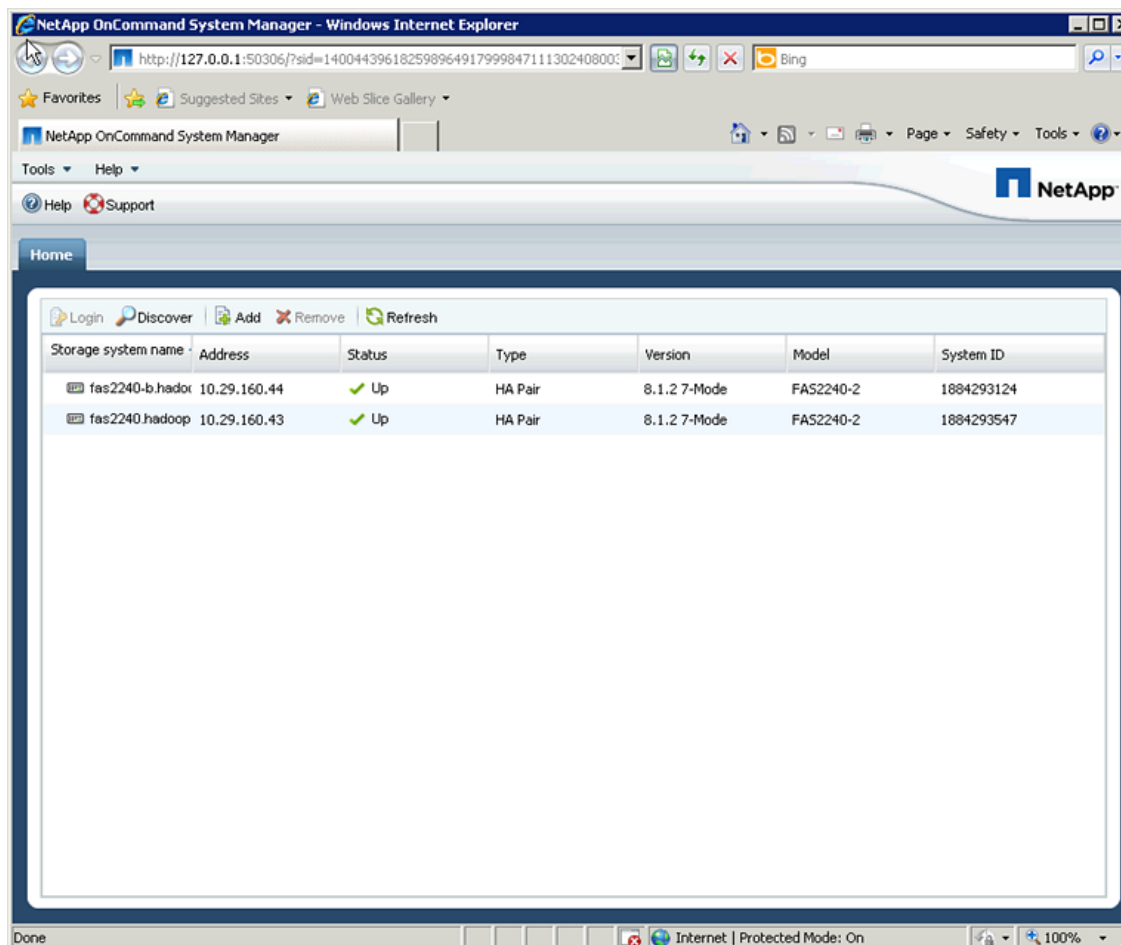 NetApp OnCommand System Manager - Windows Internet Explorer
http://127.0.0.1:50306/?sid=14004439618259896491799984711130240800 Bing
Favorites Suggested Sites Web Slice Gallery
NetApp OnCommand System Manager Page Safety Tools
Tools Help
NetApp
Help Support
Home
Login Discover Add Remove Refresh
Storage system name Address Status Type Version Model System ID
fas2240-b.hadoo 10.29.160.44 Up HA Pair 8.1.2 7-Mode FAS2240-2 1884293124
fas2240.hadoop 10.29.160.43 Up HA Pair 8.1.2 7-Mode FAS2240-2 1884293547
Done Internet | Protected Mode: On 100%